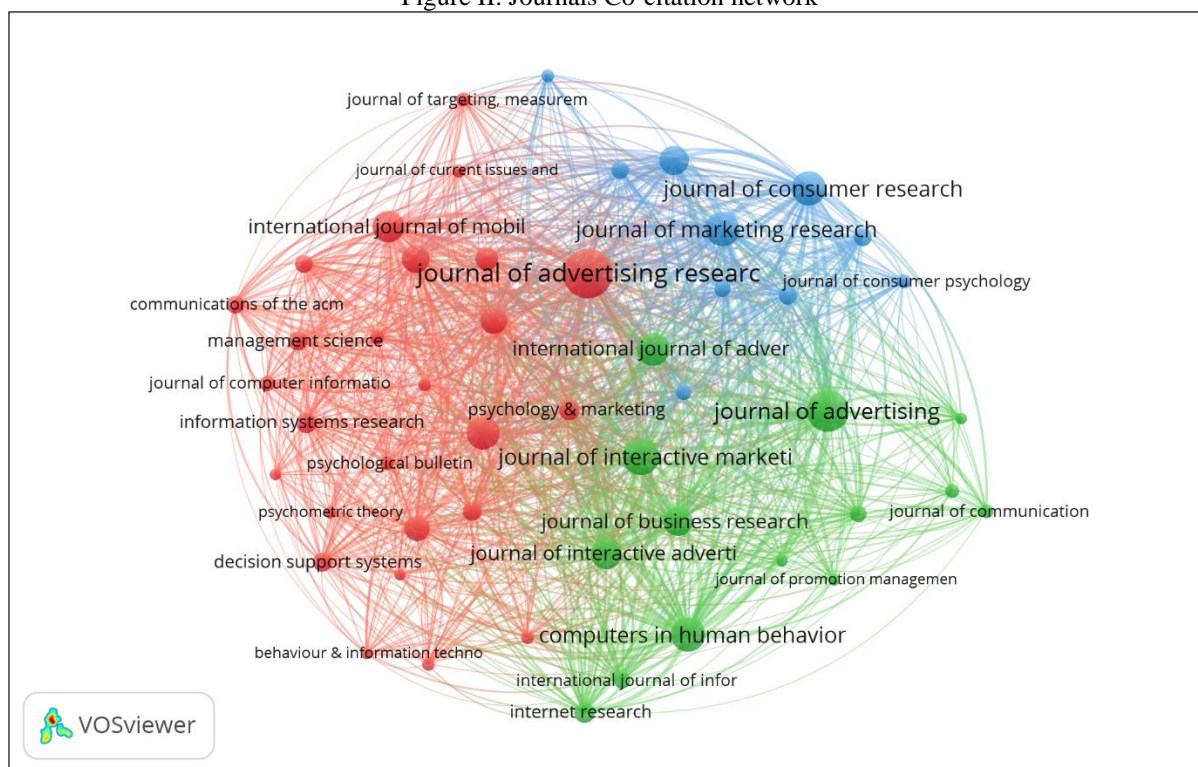 Figure II: Journals Co-citation network
journal of targeting, measurem
journal of current issues and
journal of consumer research
international journal of mobil
journal of marketing research
journal of advertising researc
journal of consumer psychology
communications of the acm
management science
international journal of adver
journal of computer informatio
psychology & marketing
journal of advertising
information systems research
journal of interactive marketi
psychological bulletin
psychometric theory
journal of business research
journal of communication
decision support systems
journal of interactive adverti
journal of promotion managemen
computers in human behavior
behaviour & information techno
international journal of infor
internet research
VOSviewer